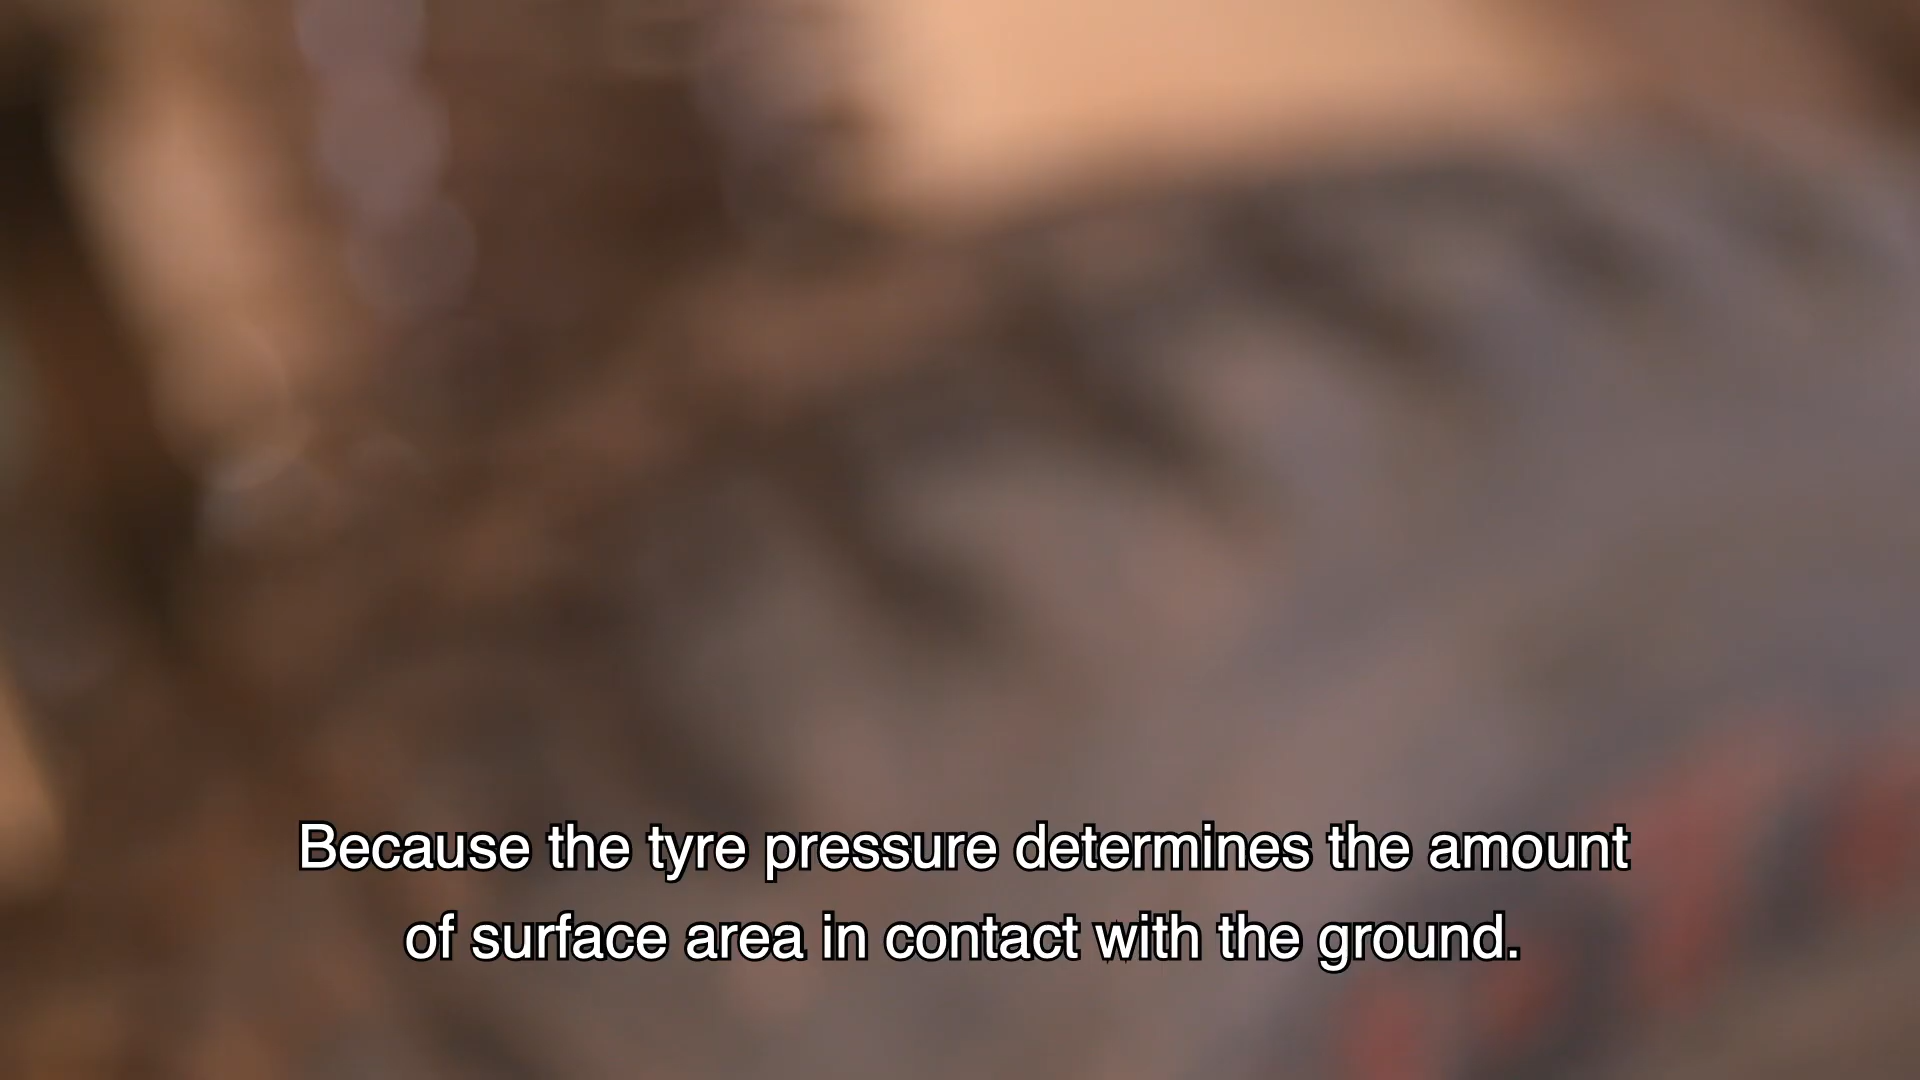 Because the tyre pressure determines the amount
of surface area in contact with the ground.